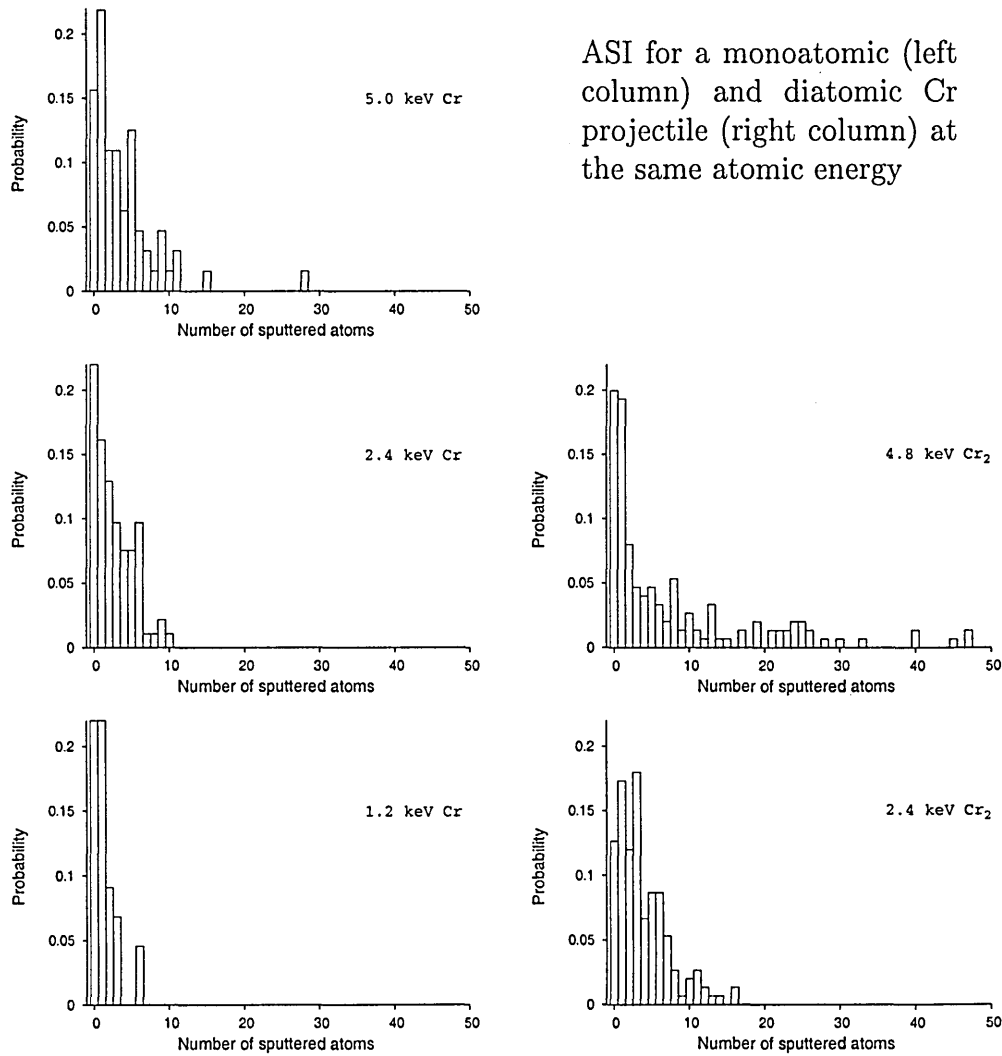 ASI for a monoatomic (left
column) and diatomic Cr
projectile (right column) at
the same atomic energy
0.2
0.15
0.1
0.05
0
Probability
5.0 keV Cr
0 10 20 30 40 50
Number of sputtered atoms
0.2
0.15
0.1
0.05
0
Probability
2.4 keV Cr
0 10 20 30 40 50
Number of sputtered atoms
0.2
0.15
0.1
0.05
0
Probability
4.8 keV Cr₂
0 10 20 30 40 50
Number of sputtered atoms
0.2
0.15
0.1
0.05
0
Probability
1.2 keV Cr
0 10 20 30 40 50
Number of sputtered atoms
0.2
0.15
0.1
0.05
0
Probability
2.4 keV Cr₂
0 10 20 30 40 50
Number of sputtered atoms